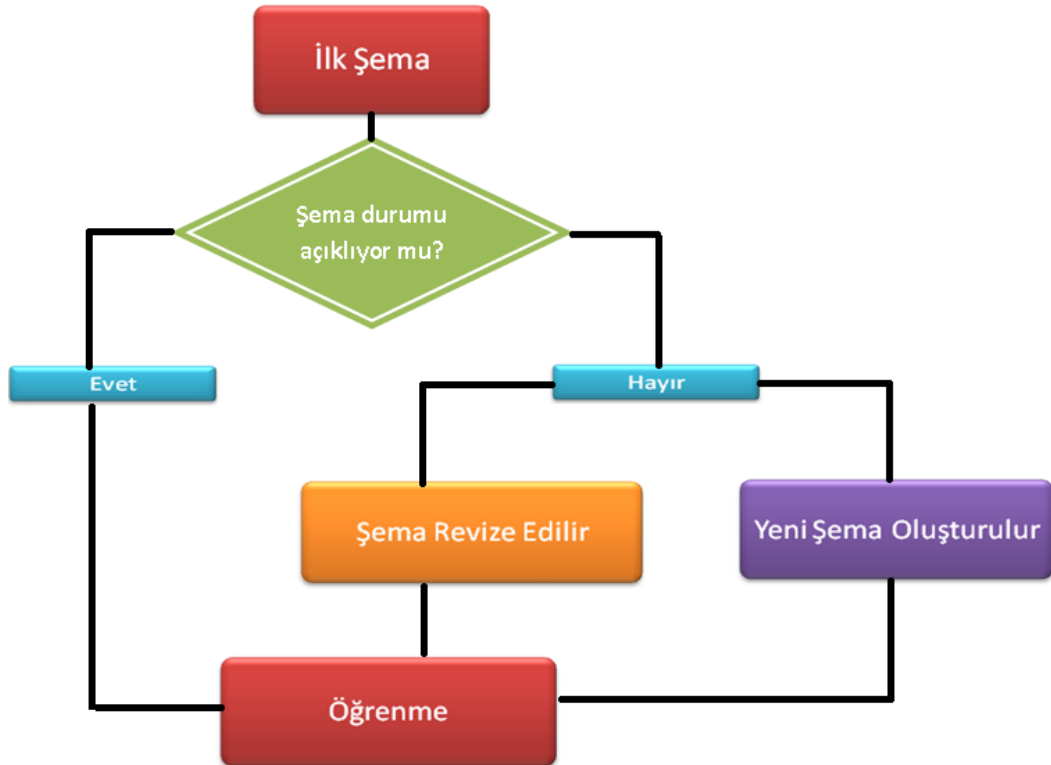 İlk Şema
Şema durumu
açıklıyor mu?
Evet
Hayır
Şema Revize Edilir
Yeni Şema Oluşturulur
Öğrenme